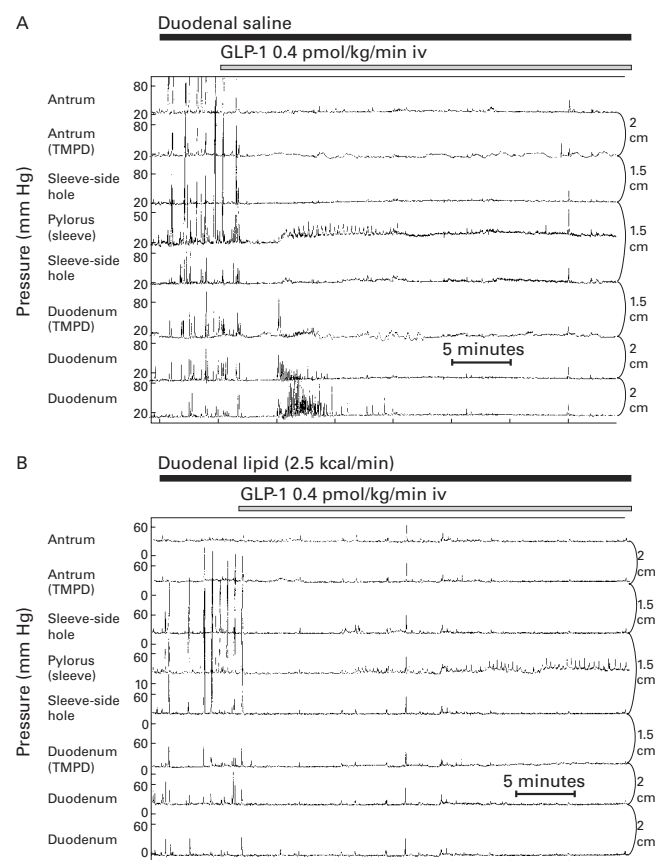 A
Duodenal saline
GLP-1 0.4 pmol/kg/min iv
Pressure (mm Hg)
Antrum
80
20
2
cm
Antrum
(TMPD)
80
20
1.5
cm
Sleeve-side
hole
80
20
Pylorus
(sleeve)
50
20
1.5
cm
Sleeve-side
hole
80
20
1.5
cm
Duodenum
(TMPD)
80
20
5 minutes
2
cm
Duodenum
80
20
2
cm
Duodenum
80
20
B
Duodenal lipid (2.5 kcal/min)
GLP-1 0.4 pmol/kg/min iv
Pressure (mm Hg)
Antrum
60
0
2
cm
Antrum
(TMPD)
60
0
1.5
cm
Sleeve-side
hole
60
0
Pylorus
(sleeve)
60
10
1.5
cm
Sleeve-side
hole
60
0
1.5
cm
Duodenum
(TMPD)
60
0
5 minutes
2
cm
Duodenum
60
0
2
cm
Duodenum
60
0